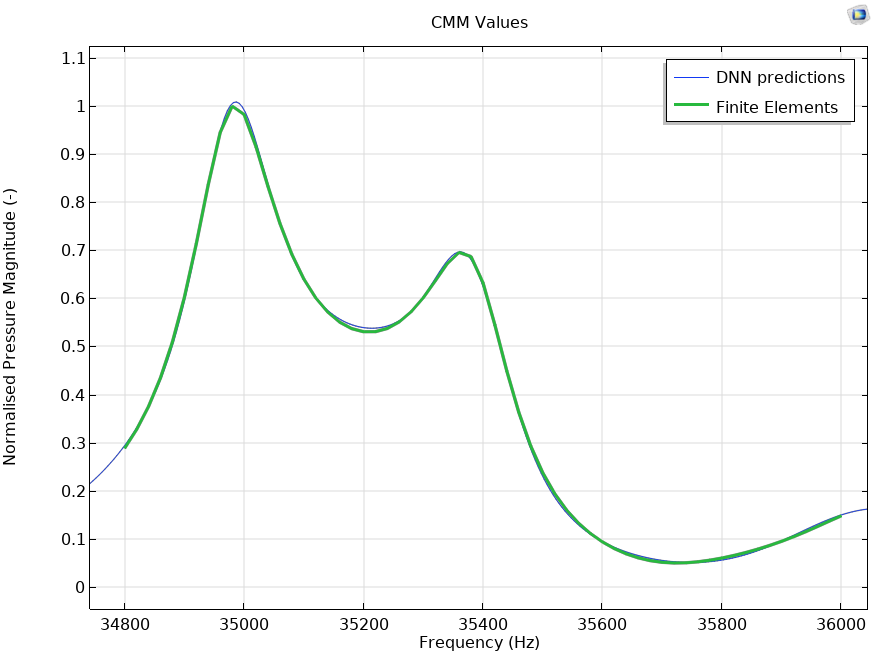 CMM Values
DNN predictions
Finite Elements
Normalised Pressure Magnitude (-)
1.1
1
0.9
0.8
0.7
0.6
0.5
0.4
0.3
0.2
0.1
0
34800 35000 35200 35400 35600 35800 36000
Frequency (Hz)